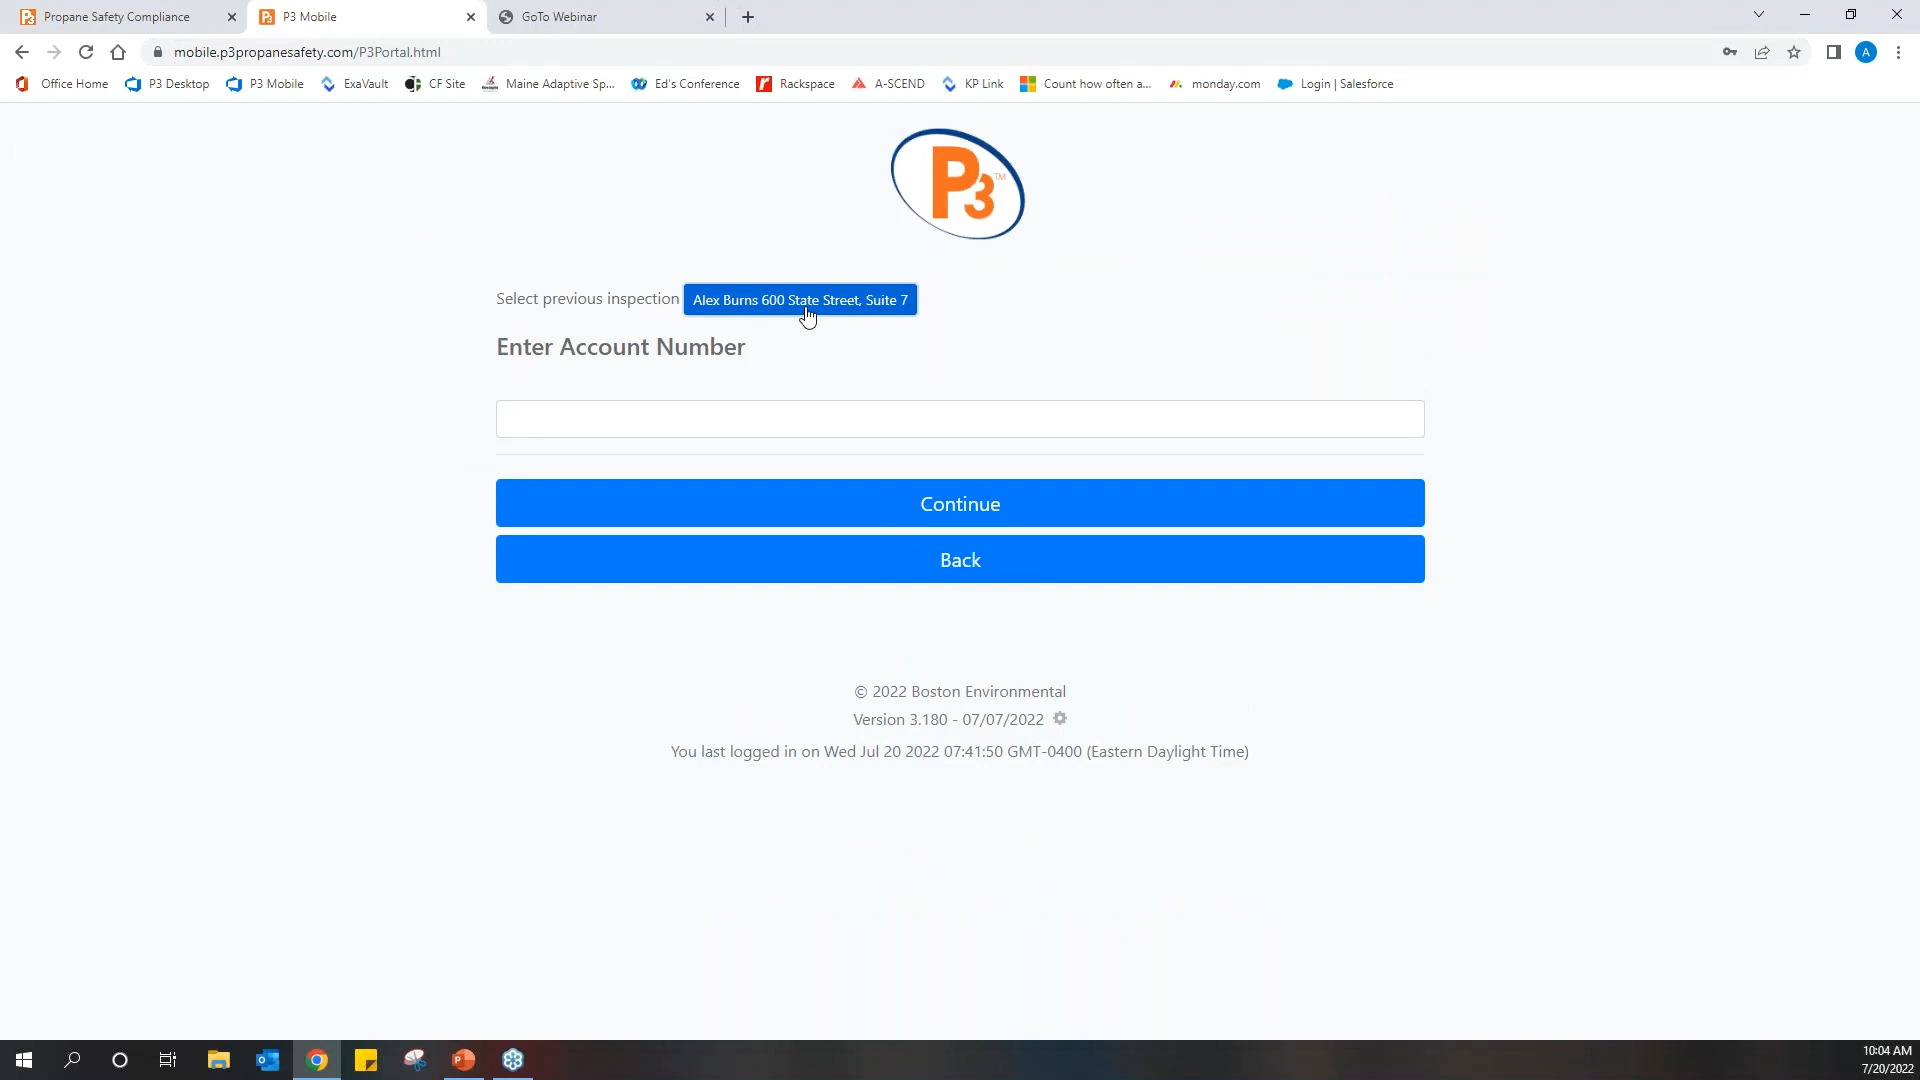 Propane Safety Compliance
P3 Mobile
GoTo Webinar
mobile.p3propanesafety.com/P3Portal.html
A
Office Home
P3 Desktop
P3 Mobile
ExaVault
CF Site
Maine Adaptive Sp...
Ed's Conference
Rackspace
A-SCEND
KP Link
Count how often a...
monday.com
Login | Salesforce
P3™
Select previous inspection
Alex Burns 600 State Street, Suite 7
Enter Account Number
Continue
Back
© 2022 Boston Environmental
Version 3.180 - 07/07/2022
You last logged in on Wed Jul 20 2022 07:41:50 GMT-0400 (Eastern Daylight Time)
10:04 AM
7/20/2022